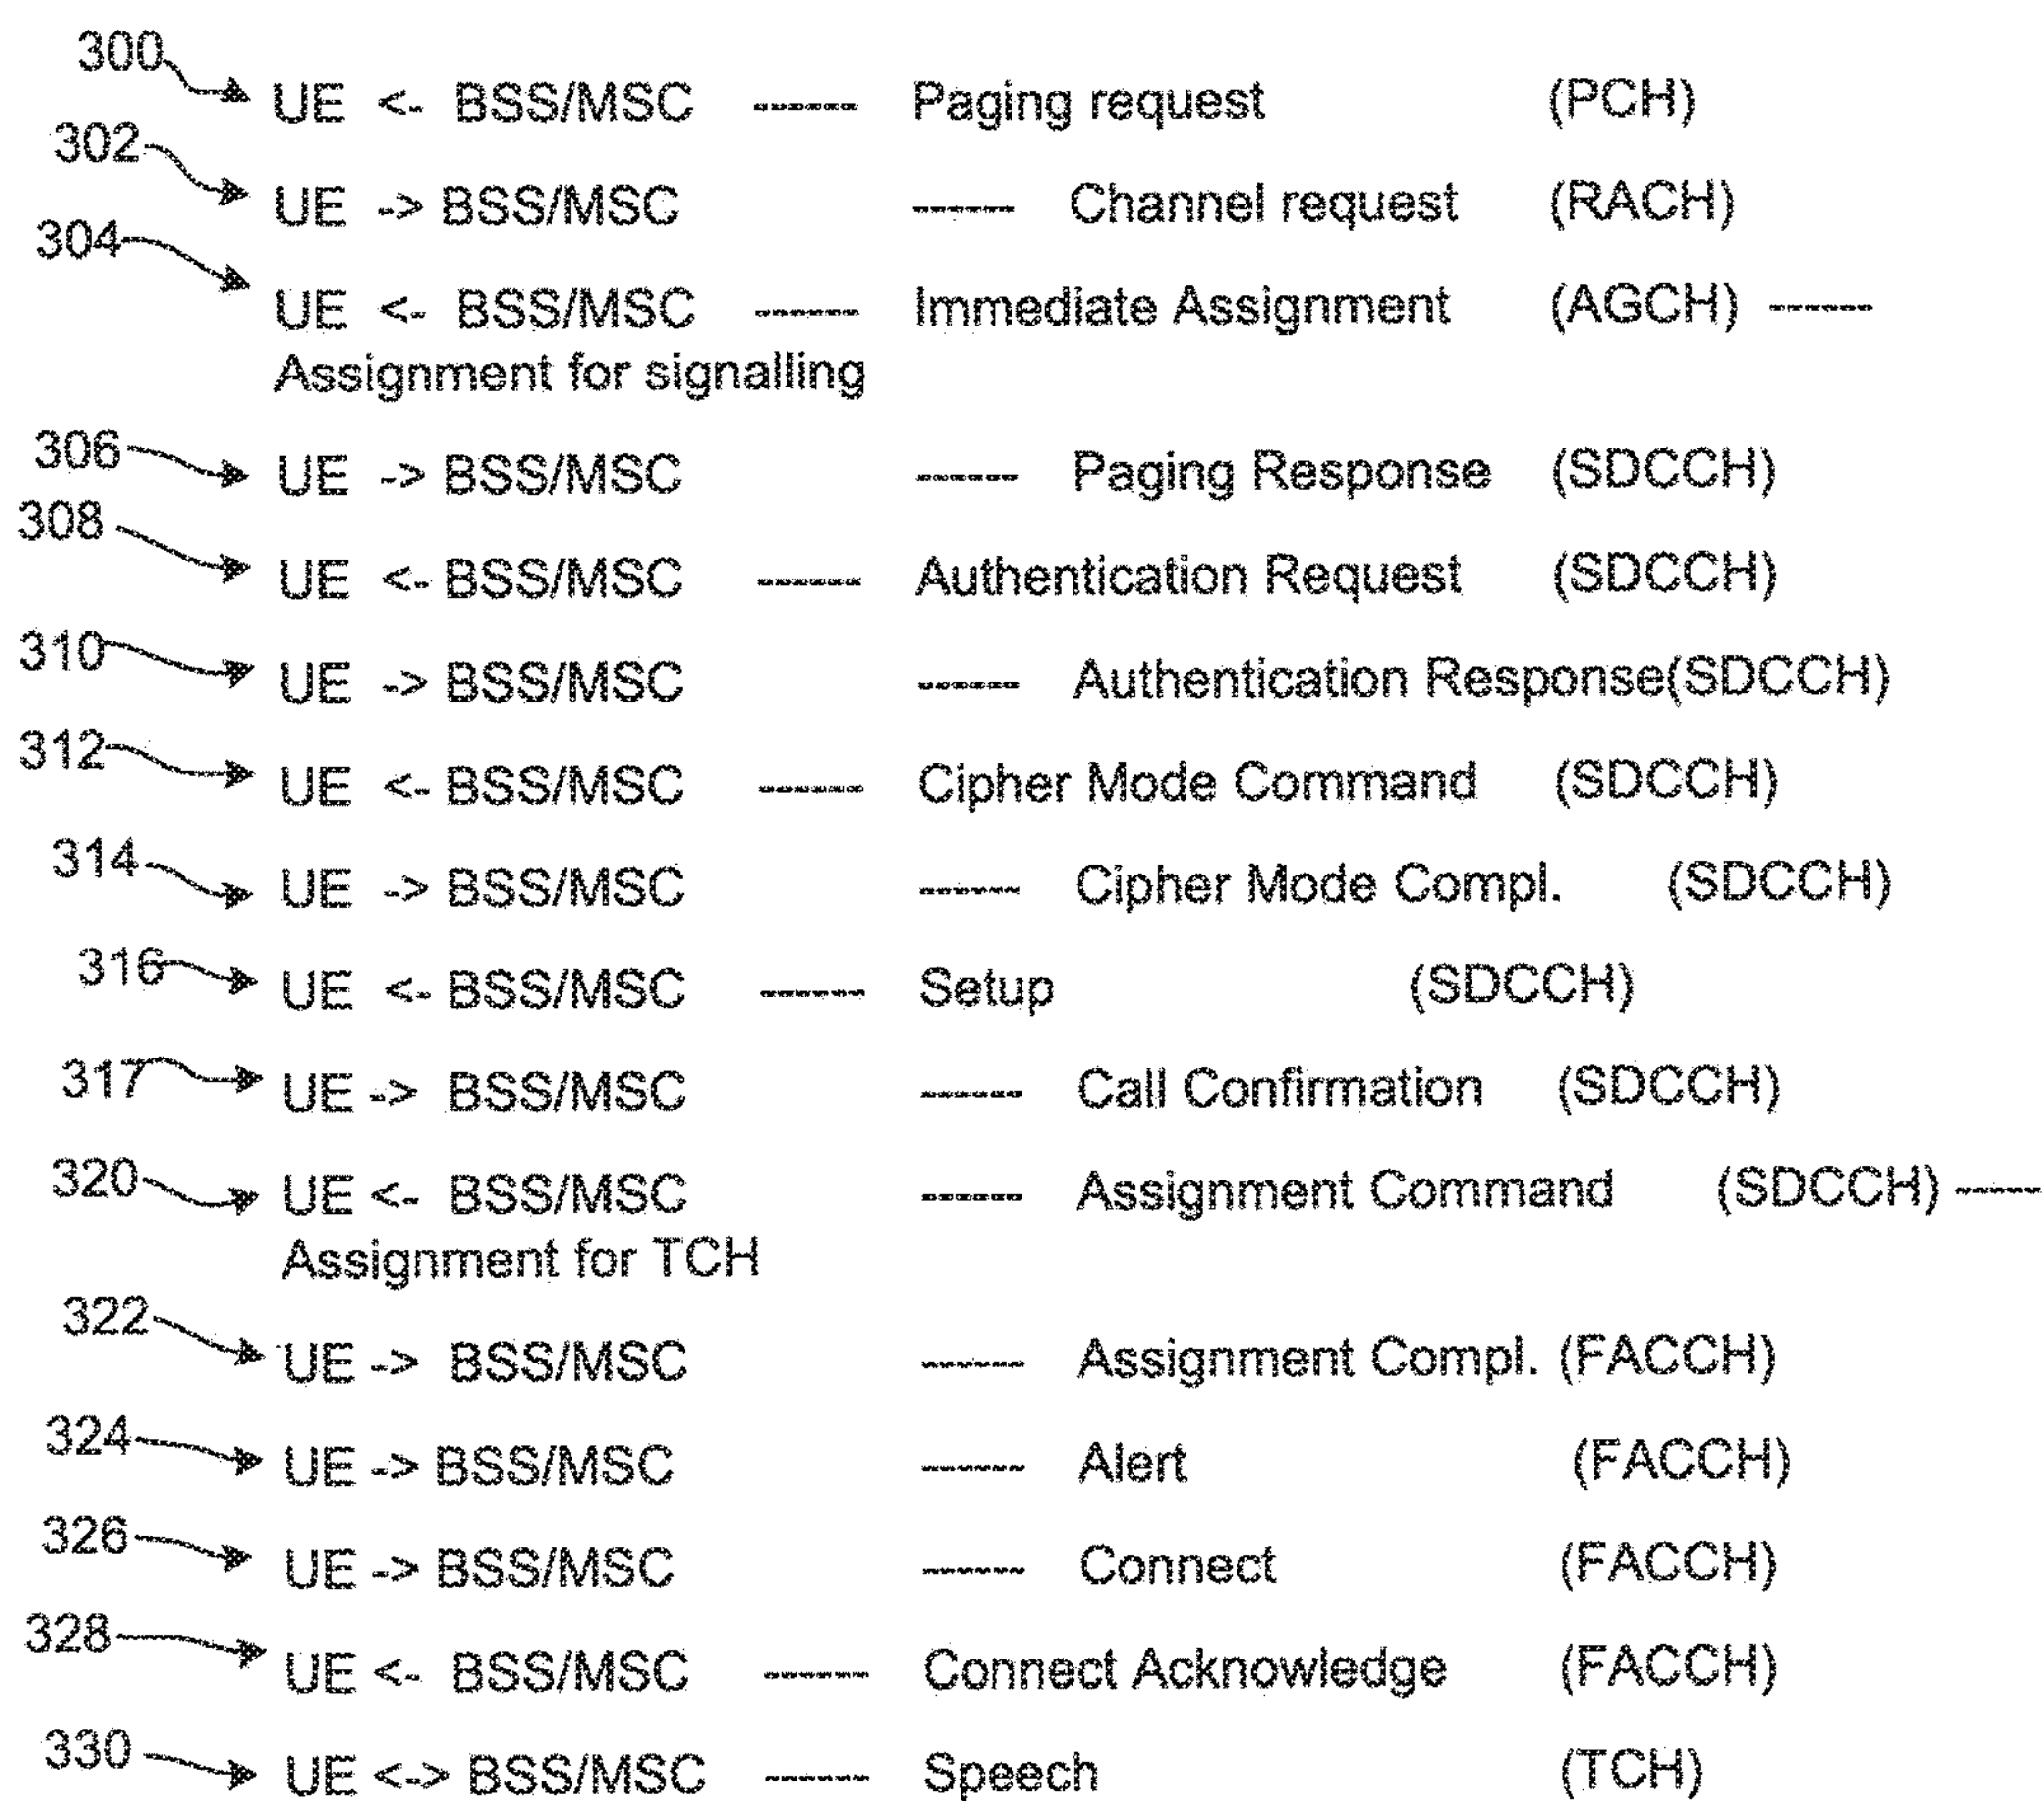 300 UE <- BSS/MSC ------ Paging request (PCH)
302 UE -> BSS/MSC ------ Channel request (RACH)
304 UE <- BSS/MSC ------ Immediate Assignment (AGCH) ------
Assignment for signalling
306 UE -> BSS/MSC ------ Paging Response (SDCCH)
308 UE <- BSS/MSC ------ Authentication Request (SDCCH)
310 UE -> BSS/MSC ------ Authentication Response(SDCCH)
312 UE <- BSS/MSC ------ Cipher Mode Command (SDCCH)
314 UE -> BSS/MSC ------ Cipher Mode Compl. (SDCCH)
316 UE <- BSS/MSC ------ Setup (SDCCH)
317 UE -> BSS/MSC ------ Call Confirmation (SDCCH)
320 UE <- BSS/MSC ------ Assignment Command (SDCCH) -----
Assignment for TCH
322 UE -> BSS/MSC ------ Assignment Compl. (FACCH)
324 UE -> BSS/MSC ------ Alert (FACCH)
326 UE -> BSS/MSC ------ Connect (FACCH)
328 UE <- BSS/MSC ------ Connect Acknowledge (FACCH)
330 UE <-> BSS/MSC ------ Speech (TCH)